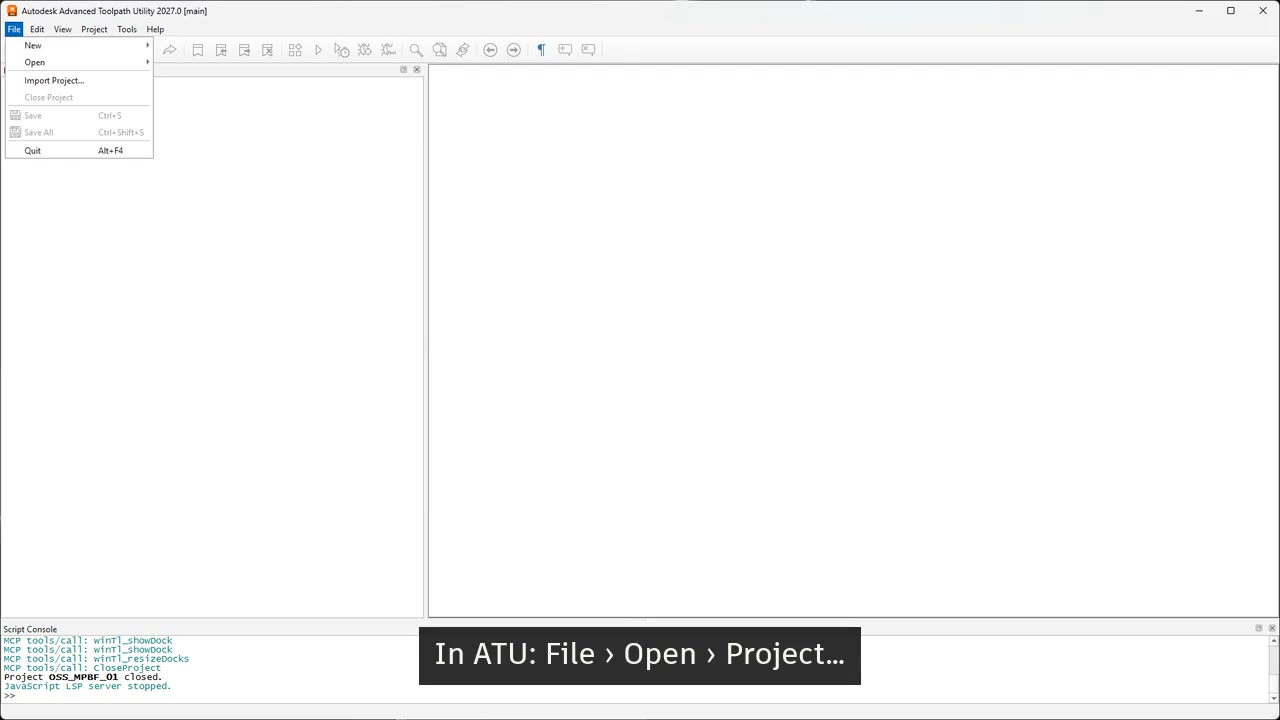 Autodesk Advanced Toolpath Utility 2027.0 [main]
File Edit View Project Tools Help
New
Open
Import Project...
Close Project
Save Ctrl+S
Save All Ctrl+Shift+S
Quit Alt+F4
Script Console
MCP tools/call: winTl_showDock
MCP tools/call: winTl_showDock
MCP tools/call: winTl_resizeDocks
MCP tools/call: CloseProject
Project OSS_MPBF_01 closed.
JavaScript LSP server stopped.
>>
In ATU: File › Open › Project...